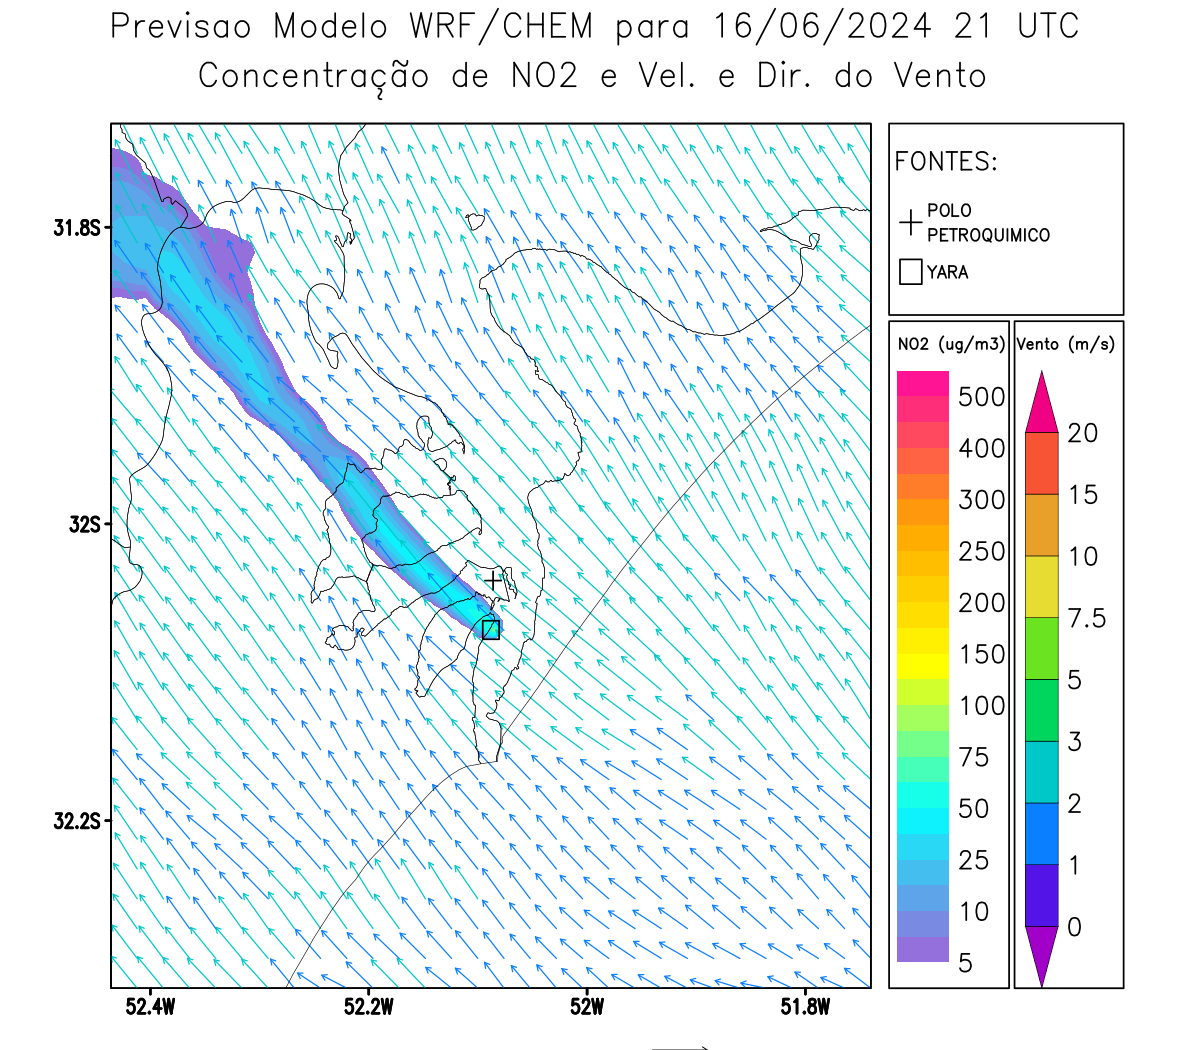 Previsao Modelo WRF/CHEM para 16/06/2024 21 UTC
Concentração de NO2 e Vel. e Dir. do Vento
FONTES:
POLO
PETROQUIMICO
YARA
NO2 (ug/m3)
500
400
300
250
200
150
100
75
50
25
10
5
Vento (m/s)
20
15
10
7.5
5
3
2
1
0
31.8S
32S
32.2S
52.4W 52.2W 52W 51.8W